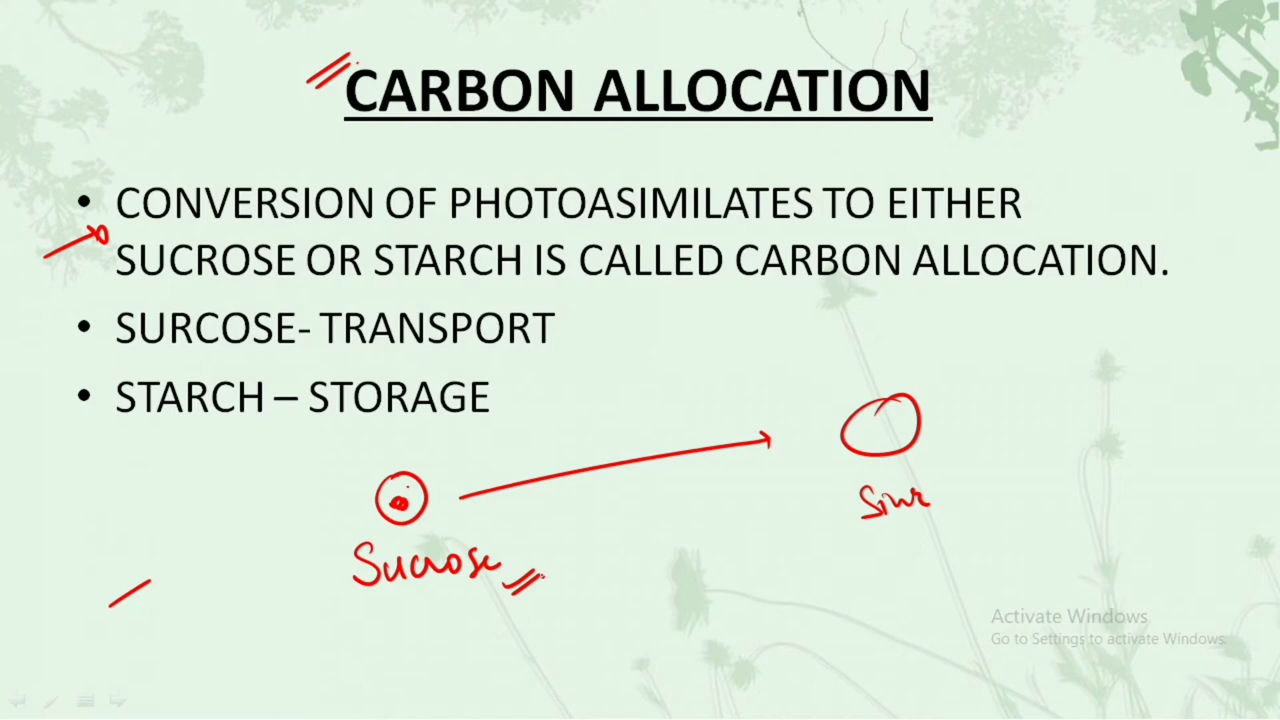 CARBON ALLOCATION
• CONVERSION OF PHOTOASIMILATES TO EITHER
SUCROSE OR STARCH IS CALLED CARBON ALLOCATION.
• SURCOSE- TRANSPORT
• STARCH – STORAGE
Sucrose
Sink
Activate Windows
Go to Settings to activate Windows.